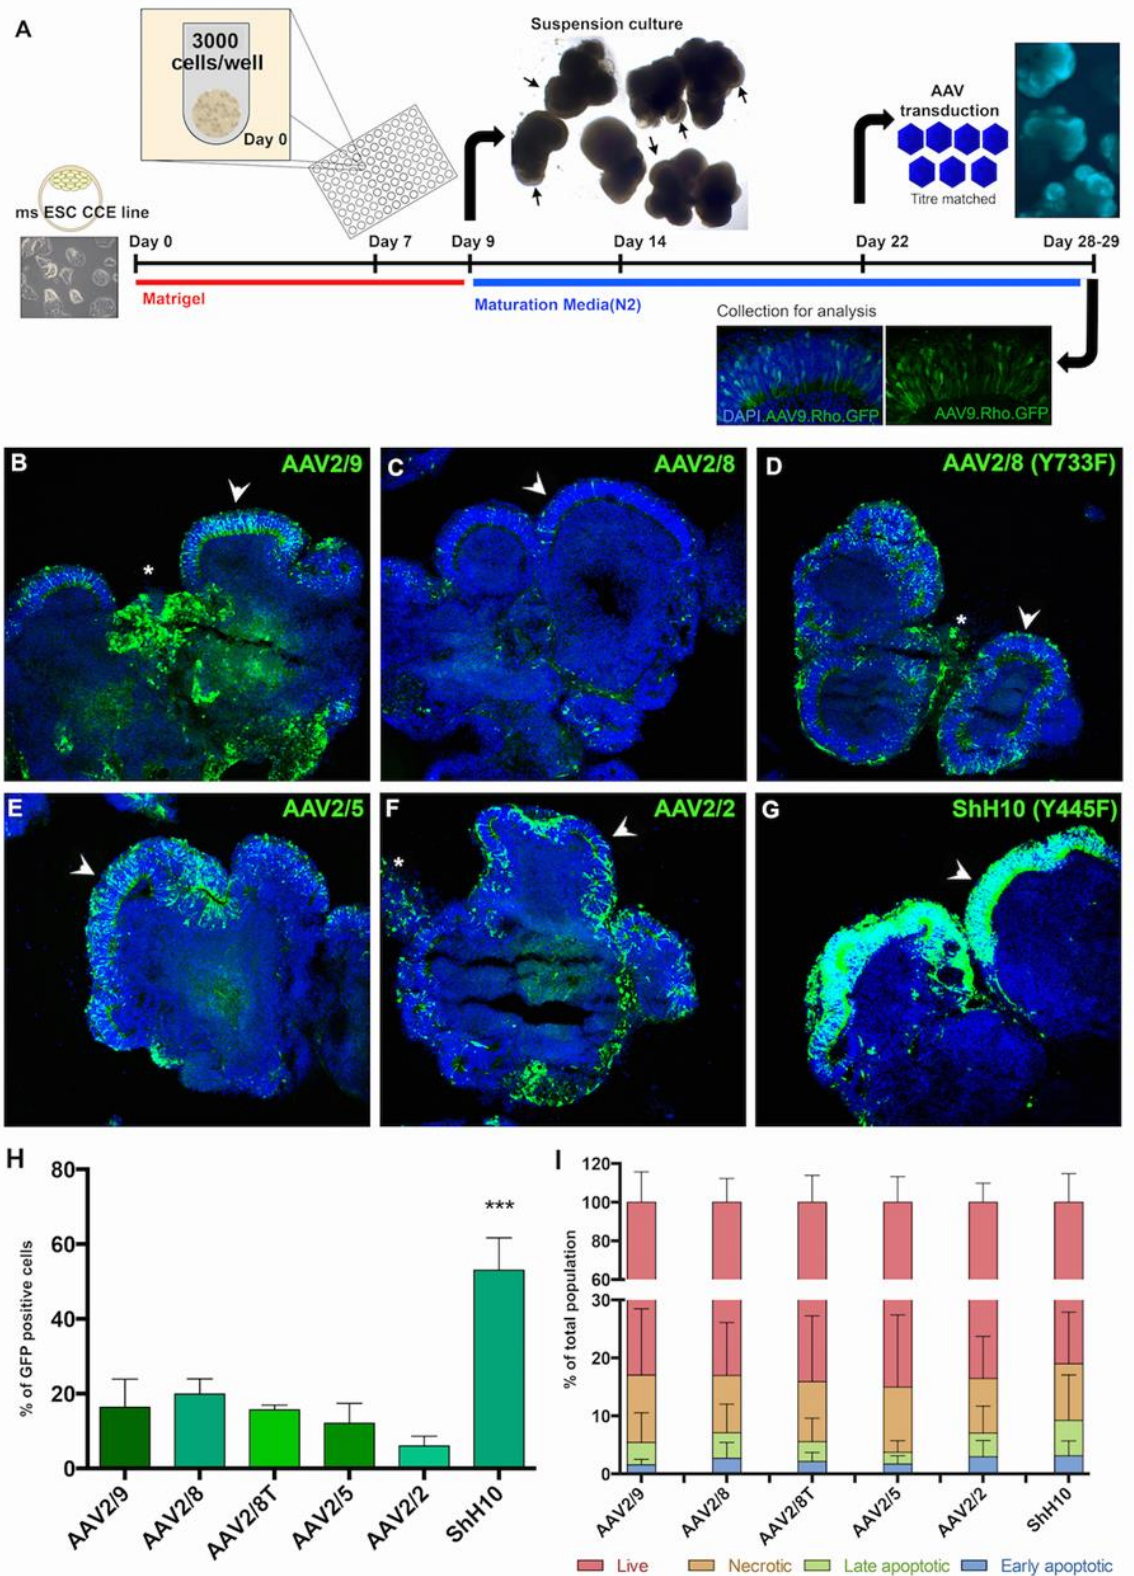 A
3000
cells/well
Day 0
ms ESC CCE line
Suspension culture
AAV
transduction
Titre matched
Day 0
Day 7
Day 9
Day 14
Day 22
Day 28-29
Matrigel
Maturation Media(N2)
Collection for analysis
DAPI.AAV9.Rho.GFP
AAV9.Rho.GFP
B
AAV2/9
*
C
AAV2/8
D
AAV2/8 (Y733F)
*
E
AAV2/5
F
AAV2/2
*
G
ShH10 (Y445F)
H
% of GFP positive cells
80
60
40
20
0
***
AAV2/9
AAV2/8
AAV2/8T
AAV2/5
AAV2/2
ShH10
I
% of total population
120
100
80
60
30
20
10
0
AAV2/9
AAV2/8
AAV2/8T
AAV2/5
AAV2/2
ShH10
Live
Necrotic
Late apoptotic
Early apoptotic